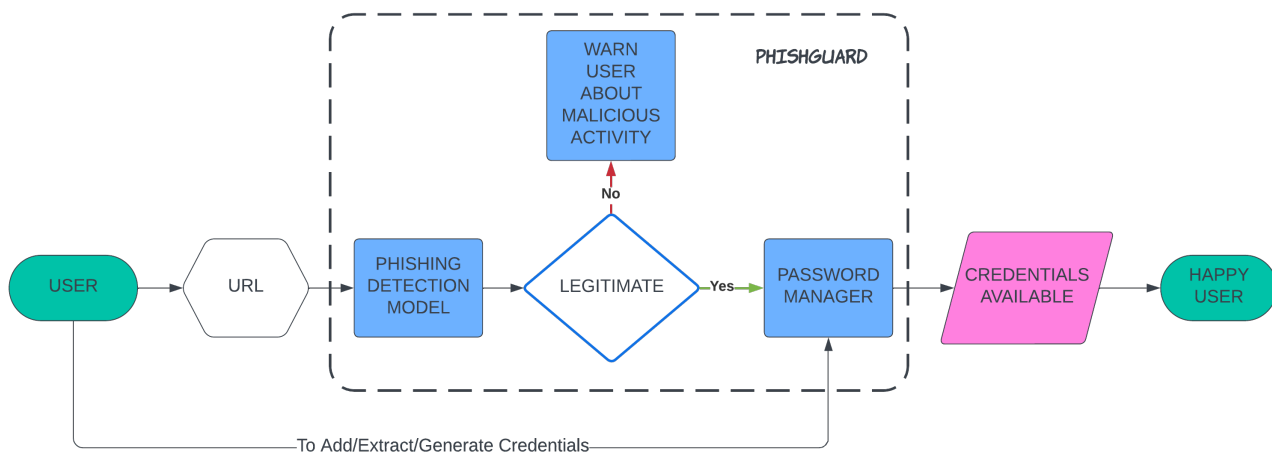 PHISHGUARD
WARN
USER
ABOUT
MALICIOUS
ACTIVITY
No
USER
URL
PHISHING
DETECTION
MODEL
LEGITIMATE
Yes
PASSWORD
MANAGER
CREDENTIALS
AVAILABLE
HAPPY
USER
To Add/Extract/Generate Credentials